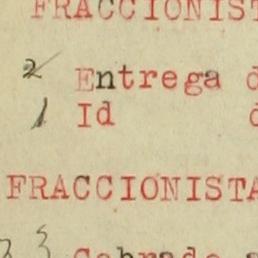 FRACCIONIST
2 Entrega d
1 Id d
FRACCIONISTA
3 Cobrado a